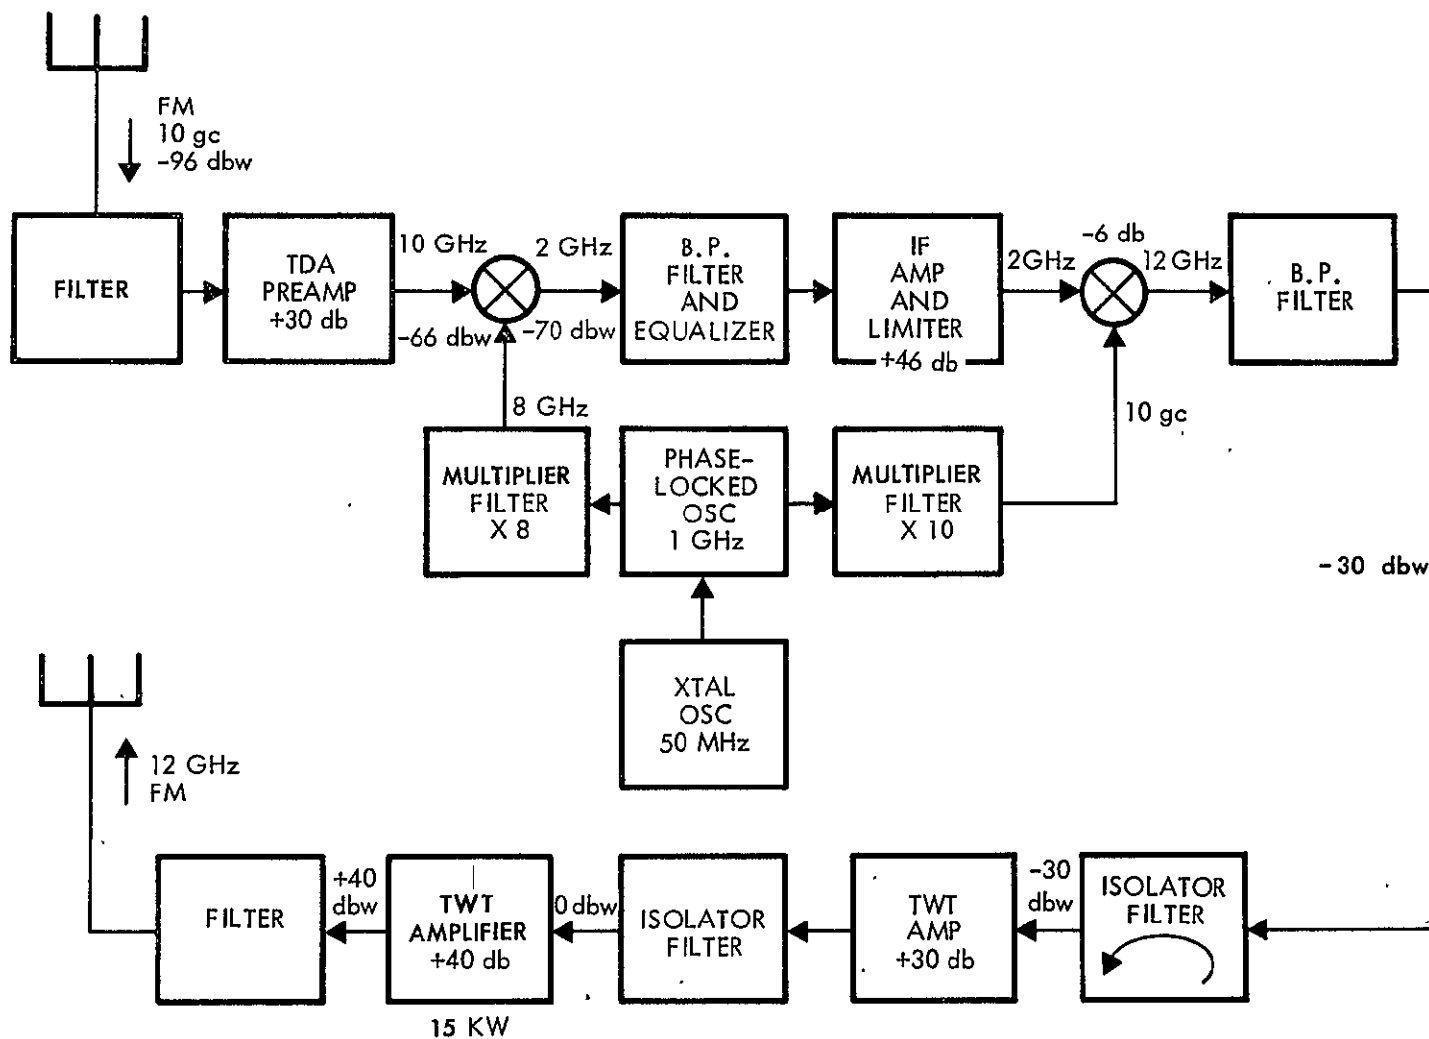 FM
10 gc
-96 dbw
FILTER
TDA
PREAMP
+30 db
10 GHz
-66 dbw
2 GHz
-70 dbw
B.P.
FILTER
AND
EQUALIZER
IF
AMP
AND
LIMITER
+46 db
2GHz
-6 db
12 GHz
B.P.
FILTER
8 GHz
10 gc
MULTIPLIER
FILTER
X 8
PHASE-
LOCKED
OSC
1 GHz
MULTIPLIER
FILTER
X 10
-30 dbw
XTAL
OSC
50 MHz
12 GHz
FM
FILTER
+40
dbw
TWT
AMPLIFIER
+40 db
15 KW
0 dbw
ISOLATOR
FILTER
TWT
AMP
+30 db
-30
dbw
ISOLATOR
FILTER